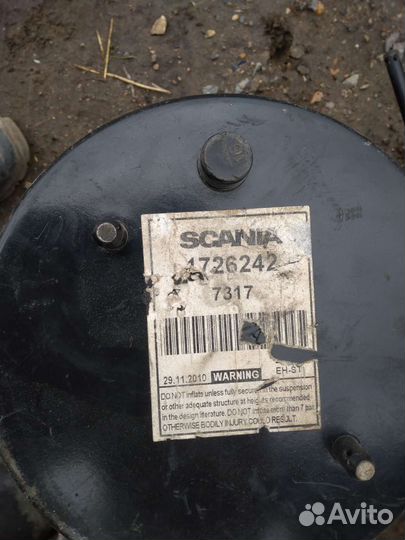 SCANIA
1726242
7317
29.11.2010 WARNING EH-ST
DO NOT inflate unless fully secured to the suspension
or other adequate structure at heights recommended
in the design literature. DO NOT inflate more than 7 bar
OTHERWISE BODILY INJURY COULD RESULT.
Avito